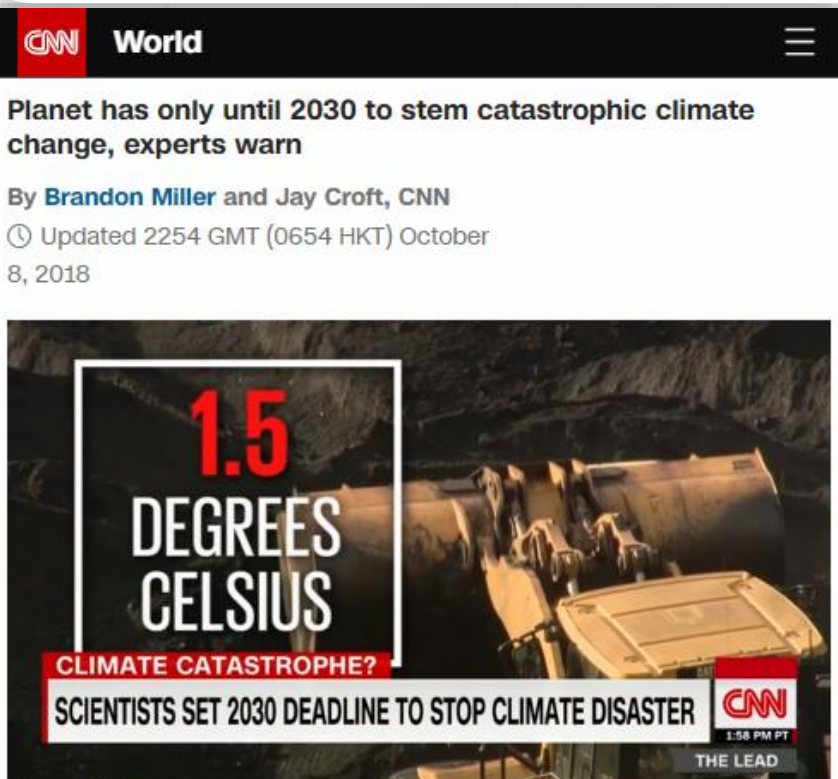 CNN World
Planet has only until 2030 to stem catastrophic climate
change, experts warn
By Brandon Miller and Jay Croft, CNN
Updated 2254 GMT (0654 HKT) October
8, 2018
1.5
DEGREES
CELSIUS
CLIMATE CATASTROPHE?
SCIENTISTS SET 2030 DEADLINE TO STOP CLIMATE DISASTER
CNN
1:58 PM PT
THE LEAD